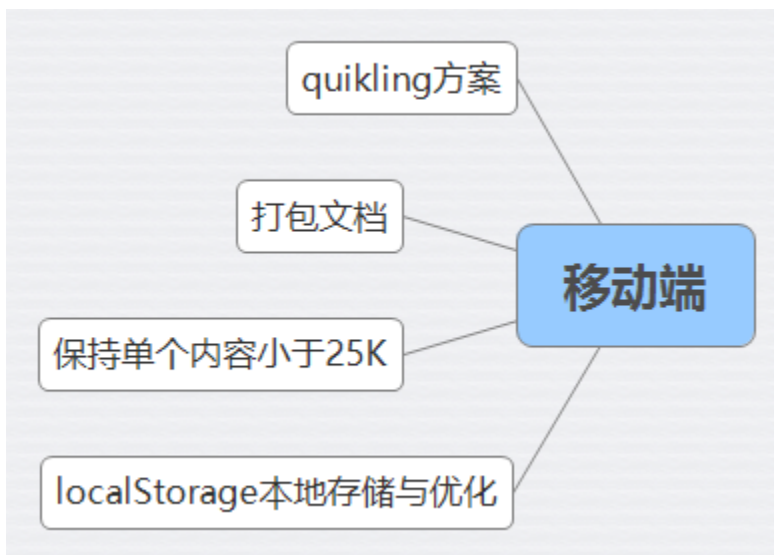 quikling方案
打包文档
移动端
保持单个内容小于25K
localStorage本地存储与优化